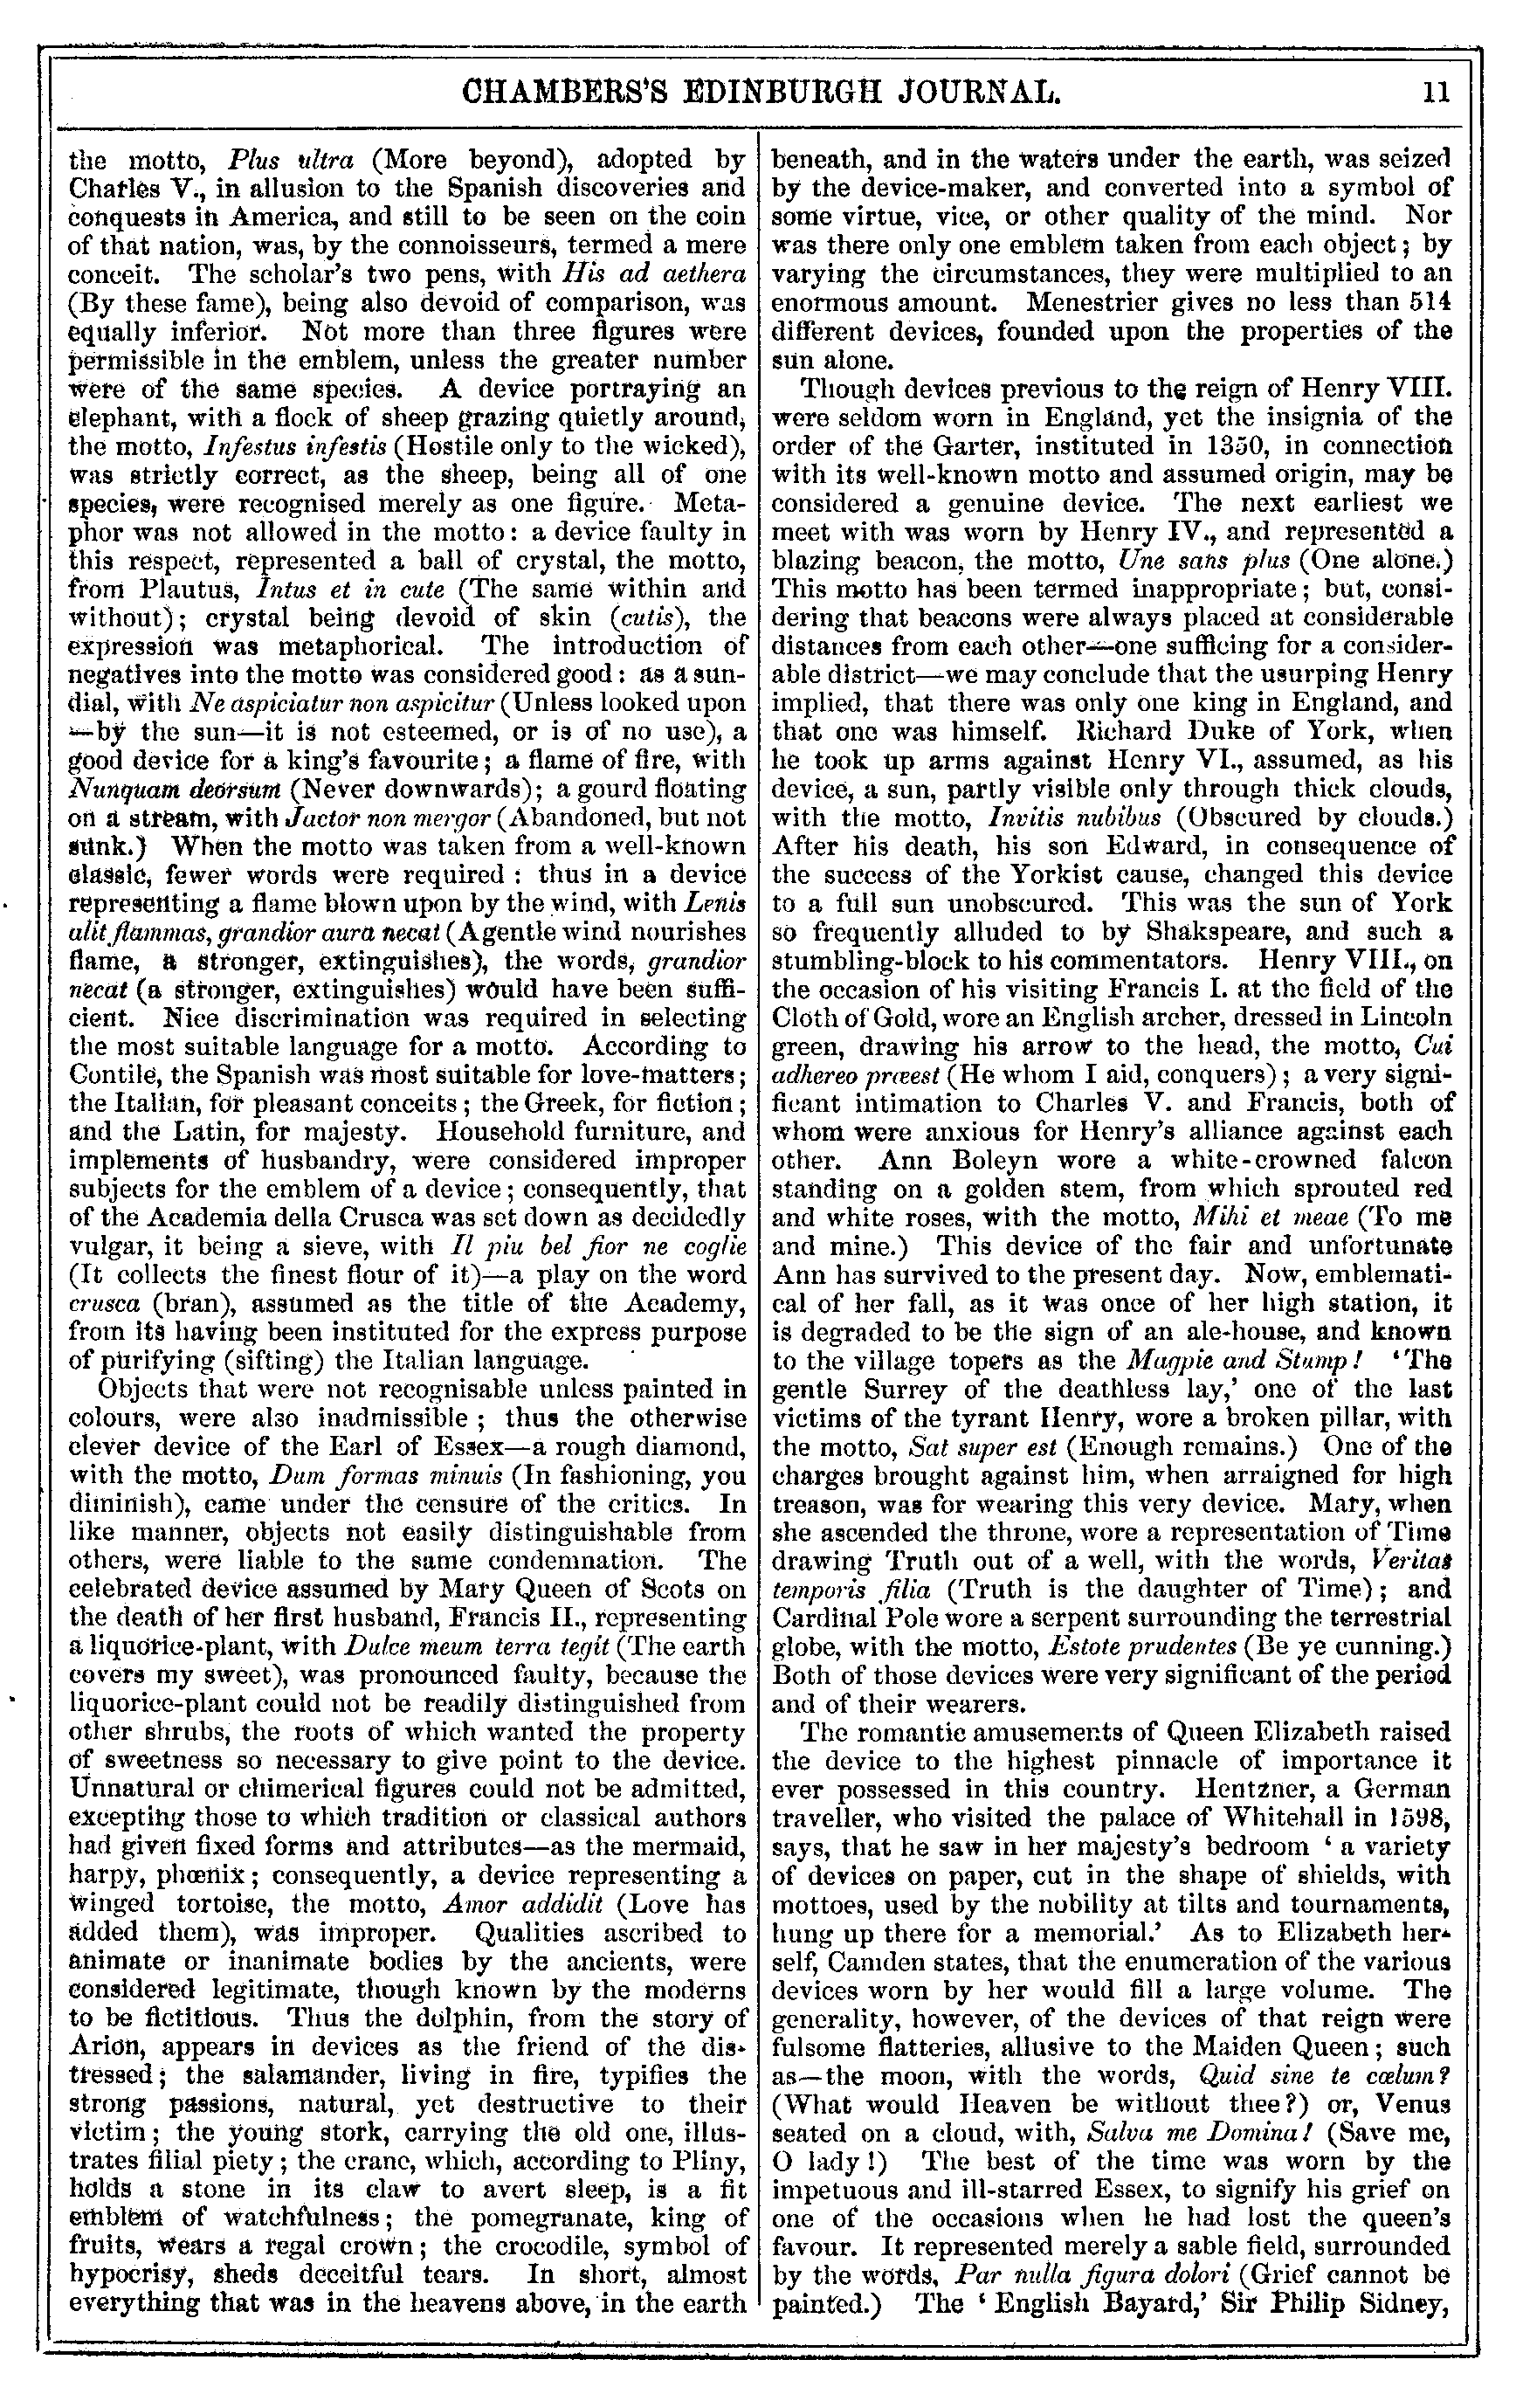 CHAMBERS'S EDINBURGH JOURNAL. 11
the motto, Plus ultra (More beyond), adopted by
Charles V., in allusion to the Spanish discoveries and
conquests in America, and still to be seen on the coin
of that nation, was, by the connoisseurs, termed a mere
conceit. The scholar's two pens, with His ad aethera
(By these fame), being also devoid of comparison, was
equally inferior. Not more than three figures were
permissible in the emblem, unless the greater number
were of the same species. A device portraying an
elephant, with a flock of sheep grazing quietly around,
the motto, Infestus infestis (Hostile only to the wicked),
was strictly correct, as the sheep, being all of one
species, were recognised merely as one figure. Meta-
phor was not allowed in the motto: a device faulty in
this respect, represented a ball of crystal, the motto,
from Plautus, Intus et in cute (The same within and
without); crystal being devoid of skin (cutis), the
expression was metaphorical. The introduction of
negatives into the motto was considered good: as a sun-
dial, with Ne aspiciatur non aspicitur (Unless looked upon
—by the sun—it is not esteemed, or is of no use), a
good device for a king's favourite; a flame of fire, with
Nunquam deorsum (Never downwards); a gourd floating
on a stream, with Jactor non mergor (Abandoned, but not
sunk.) When the motto was taken from a well-known
classic, fewer words were required: thus in a device
representing a flame blown upon by the wind, with Lenis
alit flammas, grandior aura necat (A gentle wind nourishes
flame, a stronger, extinguishes), the words, grandior
necat (a stronger, extinguishes) would have been suffi-
cient. Nice discrimination was required in selecting
the most suitable language for a motto. According to
Contile, the Spanish was most suitable for love-matters;
the Italian, for pleasant conceits; the Greek, for fiction;
and the Latin, for majesty. Household furniture, and
implements of husbandry, were considered improper
subjects for the emblem of a device; consequently, that
of the Academia della Crusca was set down as decidedly
vulgar, it being a sieve, with Il piu bel fior ne coglie
(It collects the finest flour of it)—a play on the word
crusca (bran), assumed as the title of the Academy,
from its having been instituted for the express purpose
of purifying (sifting) the Italian language.
Objects that were not recognisable unless painted in
colours, were also inadmissible; thus the otherwise
clever device of the Earl of Essex—a rough diamond,
with the motto, Dum formas minuis (In fashioning, you
diminish), came under the censure of the critics. In
like manner, objects not easily distinguishable from
others, were liable to the same condemnation. The
celebrated device assumed by Mary Queen of Scots on
the death of her first husband, Francis II., representing
a liquorice-plant, with Dulce meum terra tegit (The earth
covers my sweet), was pronounced faulty, because the
liquorice-plant could not be readily distinguished from
other shrubs, the roots of which wanted the property
of sweetness so necessary to give point to the device.
Unnatural or chimerical figures could not be admitted,
excepting those to which tradition or classical authors
had given fixed forms and attributes—as the mermaid,
harpy, phœnix; consequently, a device representing a
winged tortoise, the motto, Amor addidit (Love has
added them), was improper. Qualities ascribed to
animate or inanimate bodies by the ancients, were
considered legitimate, though known by the moderns
to be fictitious. Thus the dolphin, from the story of
Arion, appears in devices as the friend of the dis-
tressed; the salamander, living in fire, typifies the
strong passions, natural, yet destructive to their
victim; the young stork, carrying the old one, illus-
trates filial piety; the crane, which, according to Pliny,
holds a stone in its claw to avert sleep, is a fit
emblem of watchfulness; the pomegranate, king of
fruits, wears a regal crown; the crocodile, symbol of
hypocrisy, sheds deceitful tears. In short, almost
everything that was in the heavens above, in the earth
beneath, and in the waters under the earth, was seized
by the device-maker, and converted into a symbol of
some virtue, vice, or other quality of the mind. Nor
was there only one emblem taken from each object; by
varying the circumstances, they were multiplied to an
enormous amount. Menestrier gives no less than 514
different devices, founded upon the properties of the
sun alone.
Though devices previous to the reign of Henry VIII.
were seldom worn in England, yet the insignia of the
order of the Garter, instituted in 1350, in connection
with its well-known motto and assumed origin, may be
considered a genuine device. The next earliest we
meet with was worn by Henry IV., and represented a
blazing beacon, the motto, Une sans plus (One alone.)
This motto has been termed inappropriate; but, consi-
dering that beacons were always placed at considerable
distances from each other—one sufficing for a consider-
able district—we may conclude that the usurping Henry
implied, that there was only one king in England, and
that one was himself. Richard Duke of York, when
he took up arms against Henry VI., assumed, as his
device, a sun, partly visible only through thick clouds,
with the motto, Invitis nubibus (Obscured by clouds.)
After his death, his son Edward, in consequence of
the success of the Yorkist cause, changed this device
to a full sun unobscured. This was the sun of York
so frequently alluded to by Shakspeare, and such a
stumbling-block to his commentators. Henry VIII., on
the occasion of his visiting Francis I. at the field of the
Cloth of Gold, wore an English archer, dressed in Lincoln
green, drawing his arrow to the head, the motto, Cui
adhereo præest (He whom I aid, conquers); a very signi-
ficant intimation to Charles V. and Francis, both of
whom were anxious for Henry's alliance against each
other. Ann Boleyn wore a white-crowned falcon
standing on a golden stem, from which sprouted red
and white roses, with the motto, Mihi et meae (To me
and mine.) This device of the fair and unfortunate
Ann has survived to the present day. Now, emblemati-
cal of her fall, as it was once of her high station, it
is degraded to be the sign of an ale-house, and known
to the village topers as the Magpie and Stump! 'The
gentle Surrey of the deathless lay,' one of the last
victims of the tyrant Henry, wore a broken pillar, with
the motto, Sat super est (Enough remains.) One of the
charges brought against him, when arraigned for high
treason, was for wearing this very device. Mary, when
she ascended the throne, wore a representation of Time
drawing Truth out of a well, with the words, Veritas
temporis filia (Truth is the daughter of Time); and
Cardinal Pole wore a serpent surrounding the terrestrial
globe, with the motto, Estote prudentes (Be ye cunning.)
Both of those devices were very significant of the period
and of their wearers.
The romantic amusements of Queen Elizabeth raised
the device to the highest pinnacle of importance it
ever possessed in this country. Hentzner, a German
traveller, who visited the palace of Whitehall in 1598,
says, that he saw in her majesty's bedroom 'a variety
of devices on paper, cut in the shape of shields, with
mottoes, used by the nobility at tilts and tournaments,
hung up there for a memorial.' As to Elizabeth her-
self, Camden states, that the enumeration of the various
devices worn by her would fill a large volume. The
generality, however, of the devices of that reign were
fulsome flatteries, allusive to the Maiden Queen; such
as—the moon, with the words, Quid sine te cœlum?
(What would Heaven be without thee?) or, Venus
seated on a cloud, with, Salva me Domina! (Save me,
O lady!) The best of the time was worn by the
impetuous and ill-starred Essex, to signify his grief on
one of the occasions when he had lost the queen's
favour. It represented merely a sable field, surrounded
by the words, Par nulla figura dolori (Grief cannot be
painted.) The 'English Bayard,' Sir Philip Sidney,